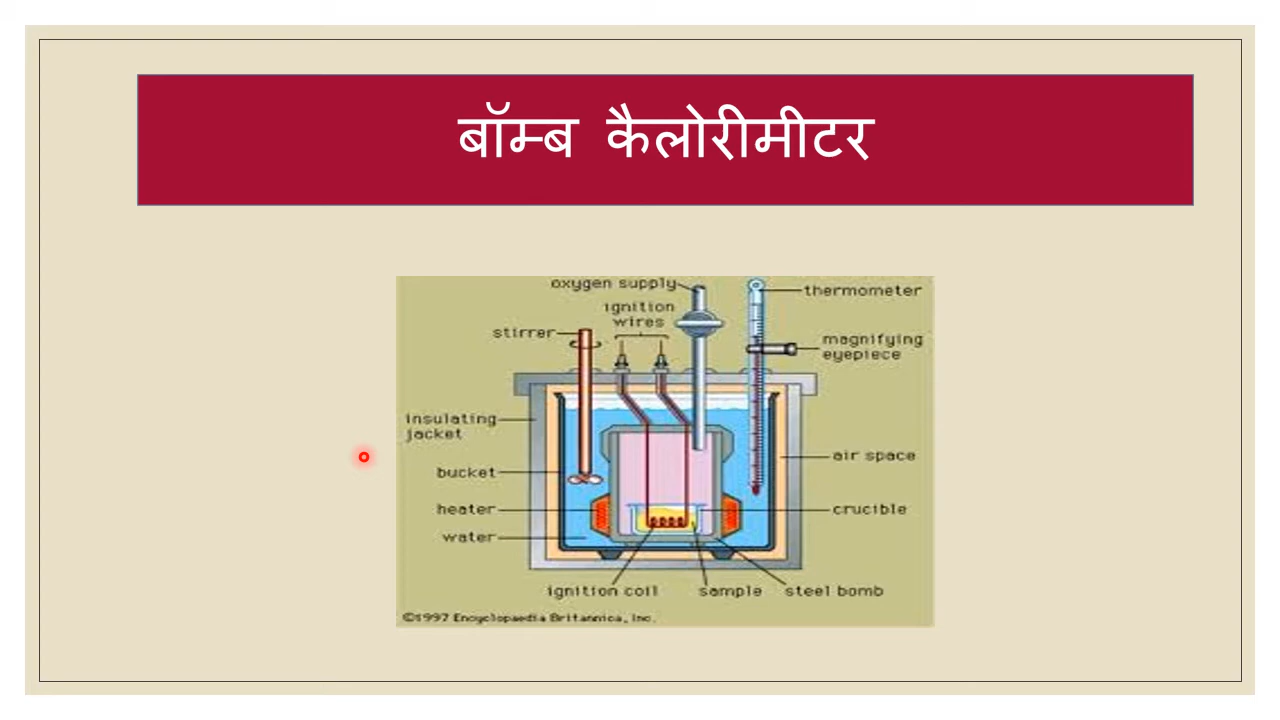 बॉम्ब कैलोरीमीटर
oxygen supply
thermometer
ignition
wires
stirrer
magnifying
eyepiece
insulating
jacket
air space
bucket
heater
crucible
water
ignition coil
sample
steel bomb
©1997 Encyclopaedia Britannica, Inc.